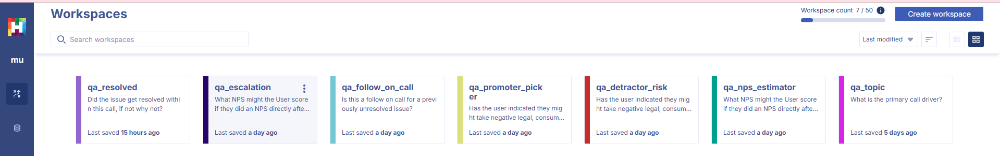 Workspaces
Workspace count 7 / 50
Create workspace
Search workspaces
Last modified
mu
qa_resolved
Did the issue get resolved withi
n this call, if not why not?
Last saved 15 hours ago
qa_escalation
What NPS might the User score
if they did an NPS directly afte...
Last saved a day ago
qa_follow_on_call
Is this a follow on call for a previ
ously unresolved issue?
Last saved a day ago
qa_promoter_pick
er
Has the user indicated they mig
ht take negative legal, consum...
Last saved a day ago
qa_detractor_risk
Has the user indicated they mig
ht take negative legal, consum...
Last saved a day ago
qa_nps_estimator
What NPS might the User score
if they did an NPS directly afte...
Last saved a day ago
qa_topic
What is the primary call driver?
Last saved 5 days ago